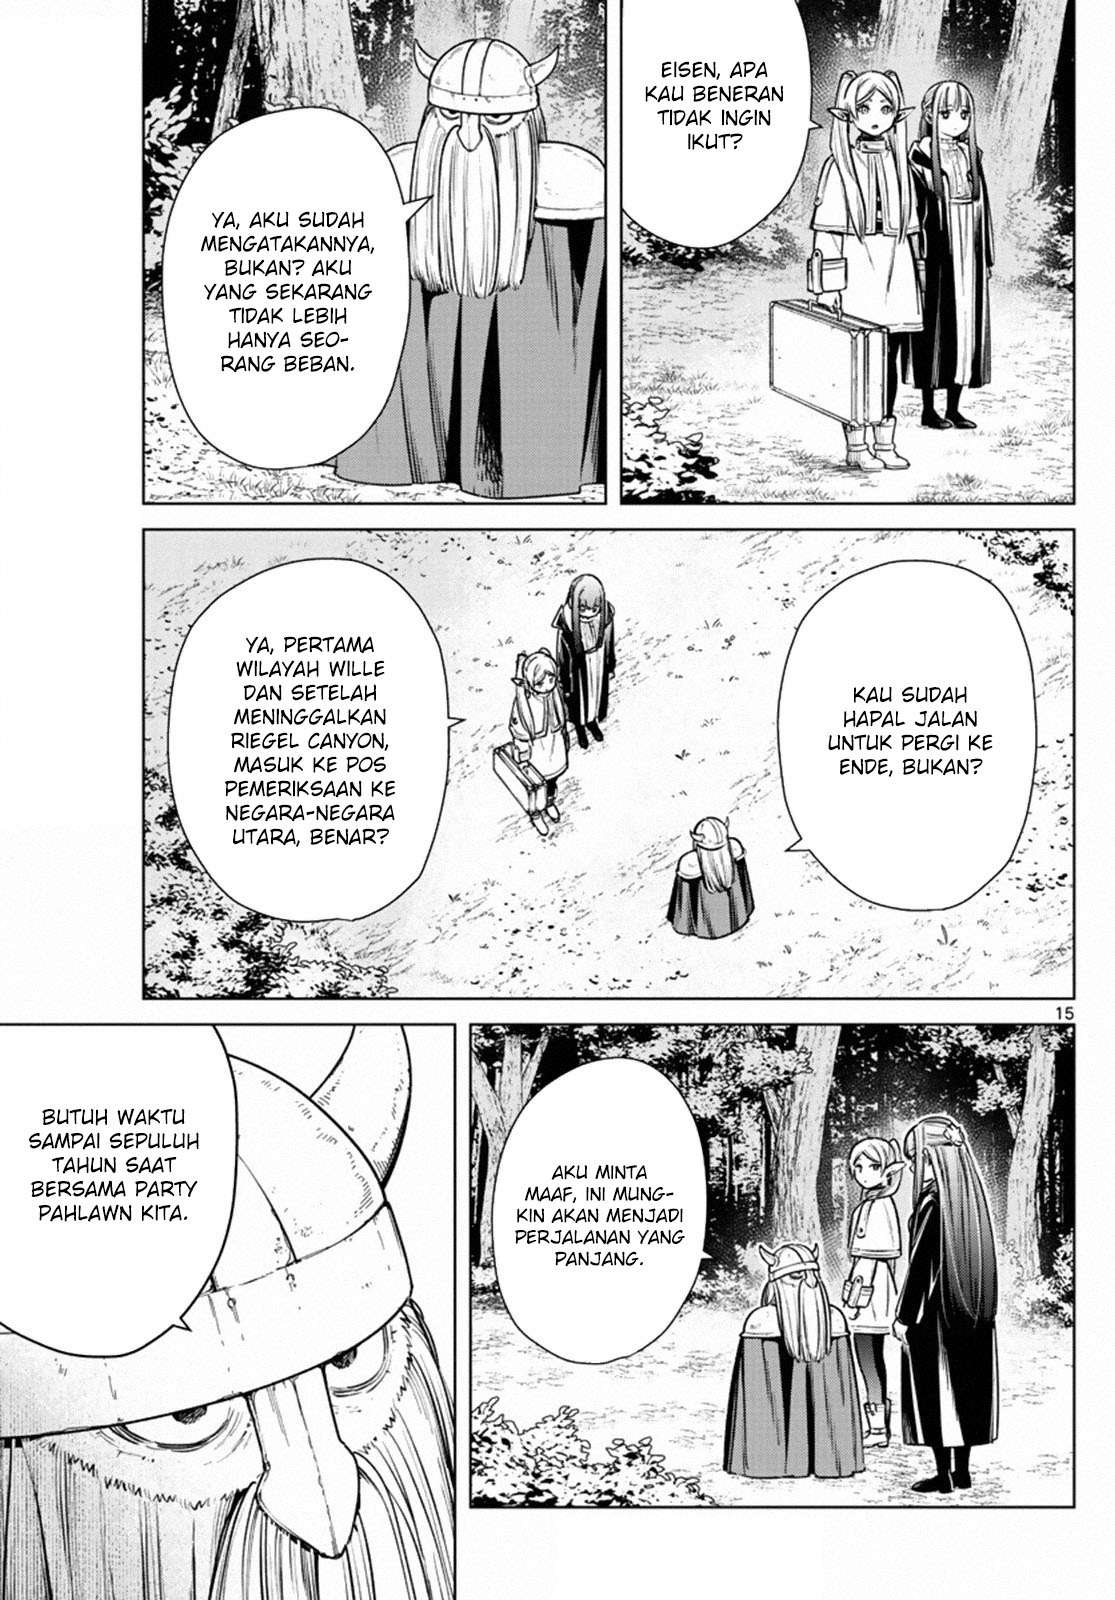 EISEN, APA
KAU BENERAN
TIDAK INGIN
IKUT?
YA, AKU SUDAH
MENGATAKANNYA,
BUKAN? AKU
YANG SEKARANG
TIDAK LEBIH
HANYA SEO-
RANG BEBAN.
KAU SUDAH
HAPAL JALAN
UNTUK PERGI KE
ENDE, BUKAN?
YA, PERTAMA
WILAYAH WILLE
DAN SETELAH
MENINGGALKAN
RIEGEL CANYON,
MASUK KE POS
PEMERIKSAAN KE
NEGARA-NEGARA
UTARA, BENAR?
15
AKU MINTA
MAAF, INI MUNG-
KIN AKAN MENJADI
PERJALANAN YANG
PANJANG.
BUTUH WAKTU
SAMPAI SEPULUH
TAHUN SAAT
BERSAMA PARTY
PAHLAWN KITA.